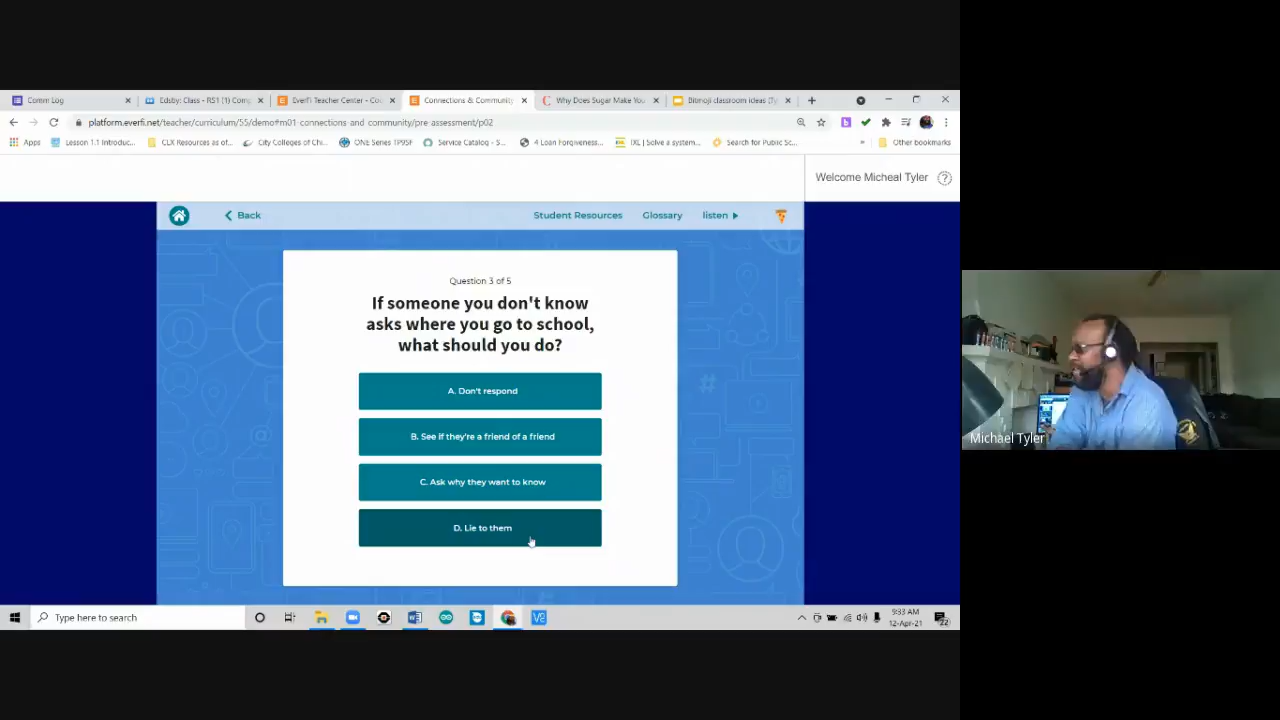 Comm Log
Edsby: Class - RS1 (1) Comp
Everfi Teacher Center - Co
Connections & Community
Why Does Sugar Make You
Bitmoji classroom ideas (Ty
platform.everfi.net/teacher/curriculum/55/demo#m01-connections-and-community/pre-assessment/p02
Apps
Lesson 1.1 Introduc...
CLX Resources as of...
City Colleges of Chi...
ONE Series TP95F
Service Catalog - S...
4 Loan Forgiveness...
IXL | Solve a system...
Search for Public Sc...
»
Other bookmarks
Welcome Micheal Tyler
Back
Student Resources
Glossary
listen
Question 3 of 5
If someone you don't know
asks where you go to school,
what should you do?
A. Don't respond
B. See if they're a friend of a friend
C. Ask why they want to know
D. Lie to them
Michael Tyler
Type here to search
9:33 AM
12-Apr-21
22